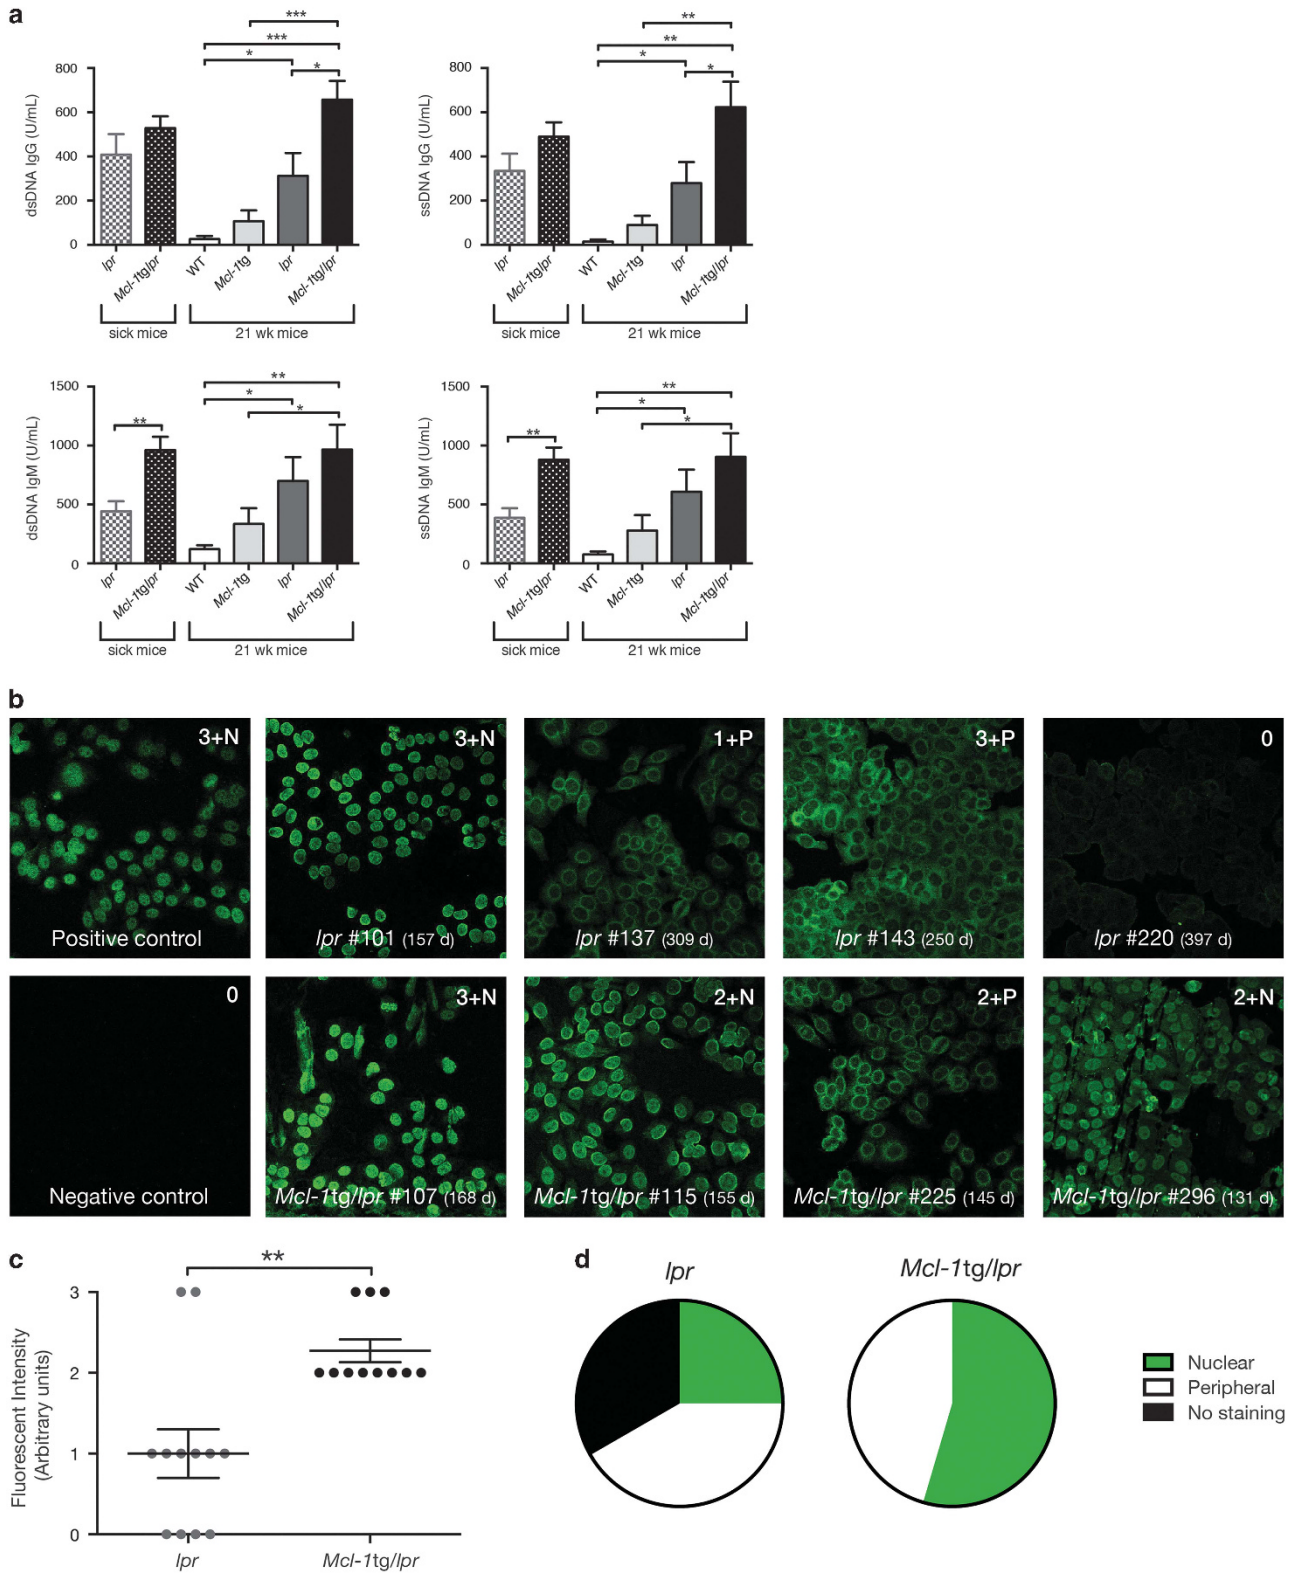 a
***
***
*
*
800
600
400
200
0
dsDNA IgG (U/mL)
lpr
Mcl-1tg/lpr
WT
Mcl-1tg
lpr
Mcl-1tg/lpr
sick mice
21 wk mice
**
**
*
*
800
600
400
200
0
ssDNA IgG (U/mL)
lpr
Mcl-1tg/lpr
WT
Mcl-1tg
lpr
Mcl-1tg/lpr
sick mice
21 wk mice
**
*
*
**
1500
1000
500
0
dsDNA IgM (U/mL)
lpr
Mcl-1tg/lpr
WT
Mcl-1tg
lpr
Mcl-1tg/lpr
sick mice
21 wk mice
**
*
*
**
1500
1000
500
0
ssDNA IgM (U/mL)
lpr
Mcl-1tg/lpr
WT
Mcl-1tg
lpr
Mcl-1tg/lpr
sick mice
21 wk mice
b
3+N
Positive control
3+N
lpr #101 (157 d)
1+P
lpr #137 (309 d)
3+P
lpr #143 (250 d)
0
lpr #220 (397 d)
0
Negative control
3+N
Mcl-1tg/lpr #107 (168 d)
2+N
Mcl-1tg/lpr #115 (155 d)
2+P
Mcl-1tg/lpr #225 (145 d)
2+N
Mcl-1tg/lpr #296 (131 d)
c
**
3
2
1
0
Fluorescent Intensity
(Arbitrary units)
lpr
Mcl-1tg/lpr
d
lpr
Mcl-1tg/lpr
Nuclear
Peripheral
No staining